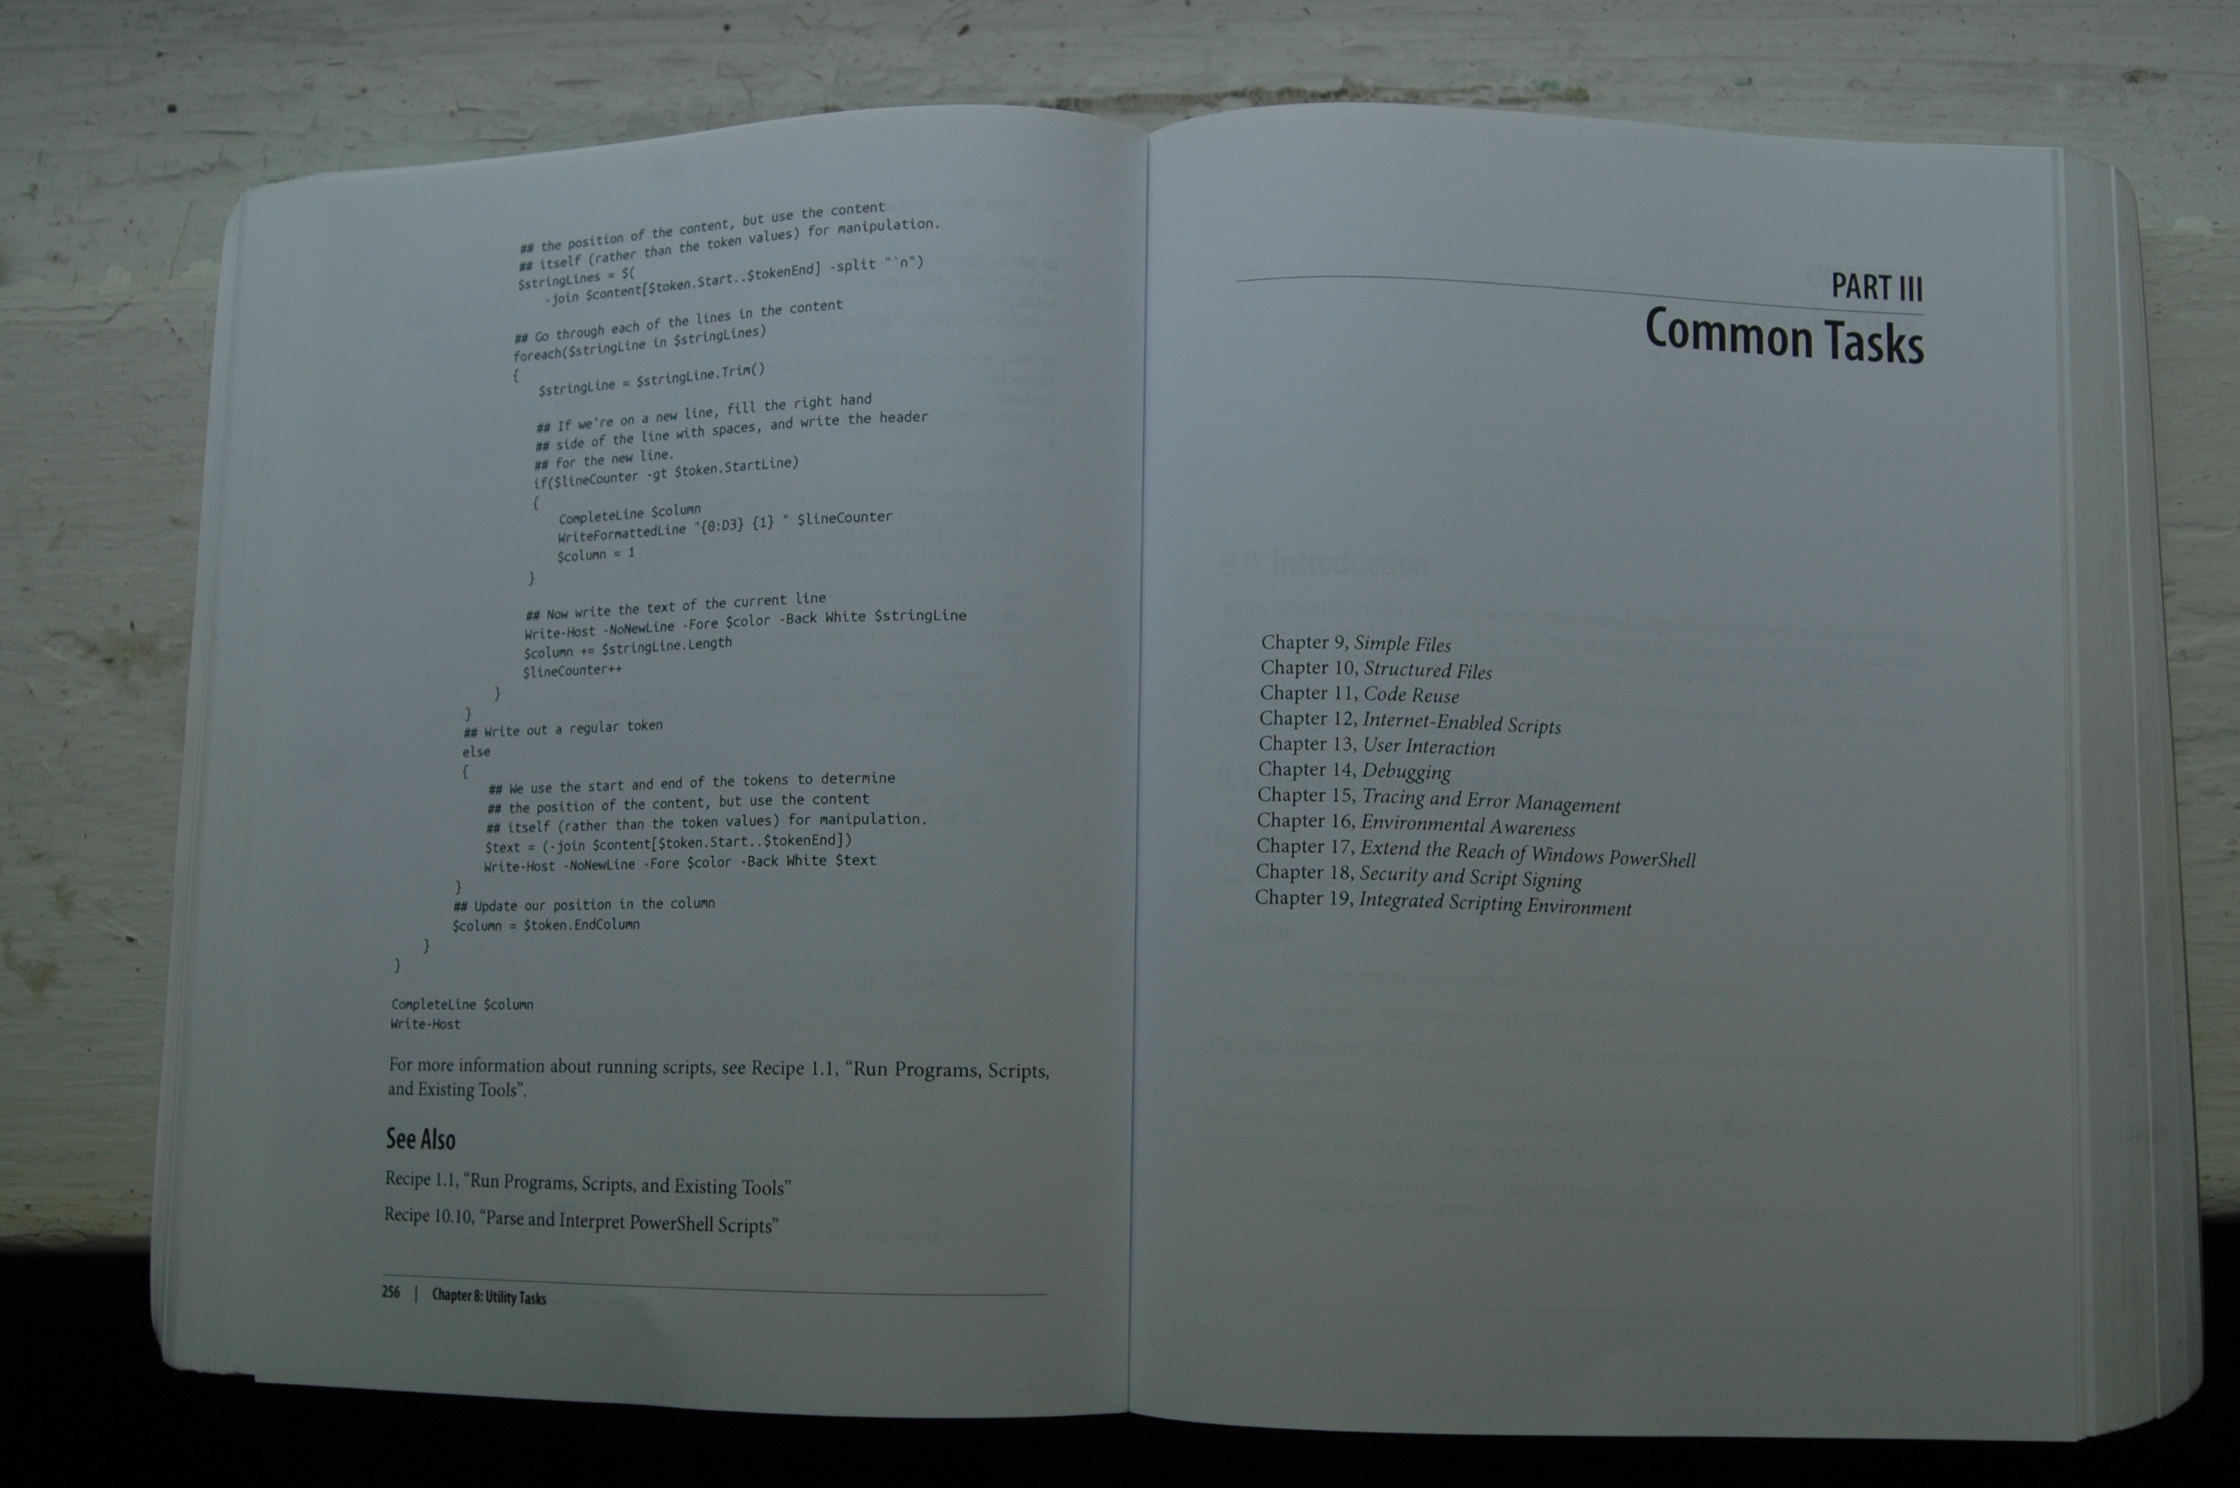 ## the position of the content, but use the content
## itself (rather than the token values) for manipulation.
$stringLines = $(
-join $content[$token.Start..$tokenEnd] -split "`n")
## Go through each of the lines in the content
foreach($stringLine in $stringLines)
{
$stringLine = $stringLine.Trim()
## If we're on a new line, fill the right hand
## side of the line with spaces, and write the header
## for the new line.
if($lineCounter -gt $token.StartLine)
{
CompleteLine $column
WriteFormattedLine "{0:D3} {1} " $lineCounter
$column = 1
}
## Now write the text of the current line
Write-Host -NoNewLine -Fore $color -Back White $stringLine
$column += $stringLine.Length
$lineCounter++
}
}
## Write out a regular token
else
{
## We use the start and end of the tokens to determine
## the position of the content, but use the content
## itself (rather than the token values) for manipulation.
$text = (-join $content[$token.Start..$tokenEnd])
Write-Host -NoNewLine -Fore $color -Back White $text
}
## Update our position in the column
$column = $token.EndColumn
}
}
CompleteLine $column
Write-Host
For more information about running scripts, see Recipe 1.1, “Run Programs, Scripts,
and Existing Tools”.
See Also
Recipe 1.1, “Run Programs, Scripts, and Existing Tools”
Recipe 10.10, “Parse and Interpret PowerShell Scripts”
256 | Chapter 8: Utility Tasks
PART III
Common Tasks
Chapter 9, Simple Files
Chapter 10, Structured Files
Chapter 11, Code Reuse
Chapter 12, Internet-Enabled Scripts
Chapter 13, User Interaction
Chapter 14, Debugging
Chapter 15, Tracing and Error Management
Chapter 16, Environmental Awareness
Chapter 17, Extend the Reach of Windows PowerShell
Chapter 18, Security and Script Signing
Chapter 19, Integrated Scripting Environment